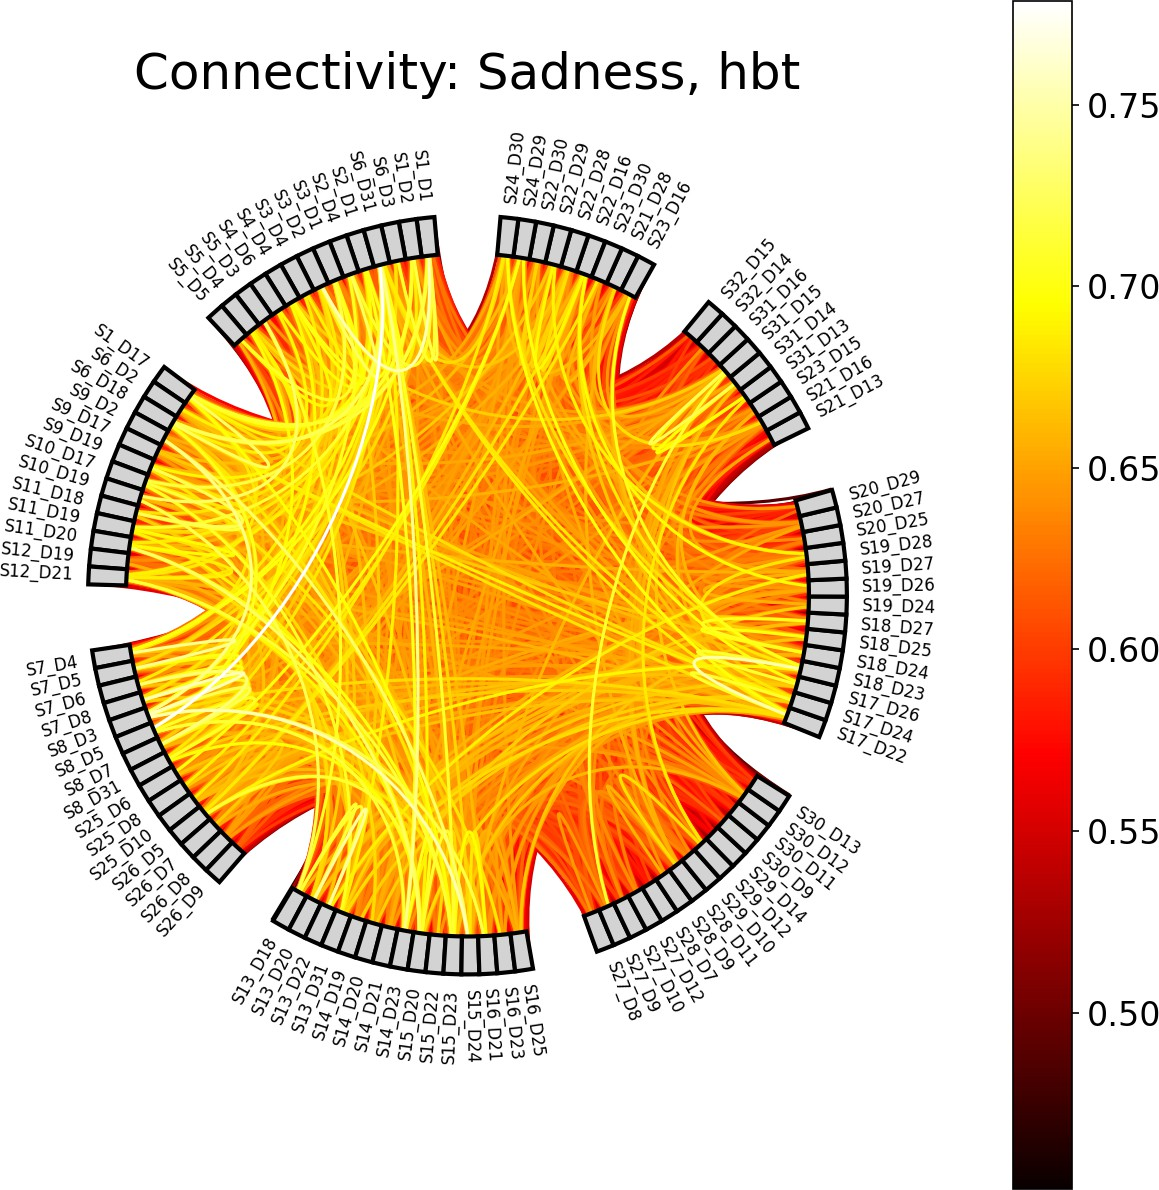 Connectivity: Sadness, hbt
S1_D1
S1_D2
S6_D3
S6_D31
S2_D1
S2_D4
S3_D1
S3_D2
S3_D4
S4_D4
S4_D6
S5_D3
S5_D4
S5_D5
S1_D17
S6_D2
S6_D18
S9_D2
S9_D17
S9_D19
S10_D17
S10_D19
S11_D18
S11_D19
S11_D20
S12_D19
S12_D21
S7_D4
S7_D5
S7_D6
S7_D8
S8_D3
S8_D5
S8_D7
S8_D31
S25_D6
S25_D8
S25_D10
S26_D5
S26_D7
S26_D8
S26_D9
S13_D18
S13_D20
S13_D22
S13_D31
S14_D19
S14_D20
S14_D21
S14_D23
S15_D20
S15_D22
S15_D23
S15_D24
S16_D21
S16_D23
S16_D25
S27_D8
S27_D9
S27_D10
S27_D12
S28_D7
S28_D9
S28_D11
S29_D10
S29_D12
S29_D14
S30_D9
S30_D11
S30_D12
S30_D13
S17_D22
S17_D24
S17_D26
S18_D23
S18_D24
S18_D25
S18_D27
S19_D24
S19_D26
S19_D27
S19_D28
S20_D25
S20_D27
S20_D29
S21_D13
S21_D16
S23_D15
S31_D13
S31_D14
S31_D15
S31_D16
S32_D14
S32_D15
S23_D16
S21_D28
S23_D30
S22_D16
S22_D28
S22_D29
S22_D30
S24_D29
S24_D30
0.75
0.70
0.65
0.60
0.55
0.50